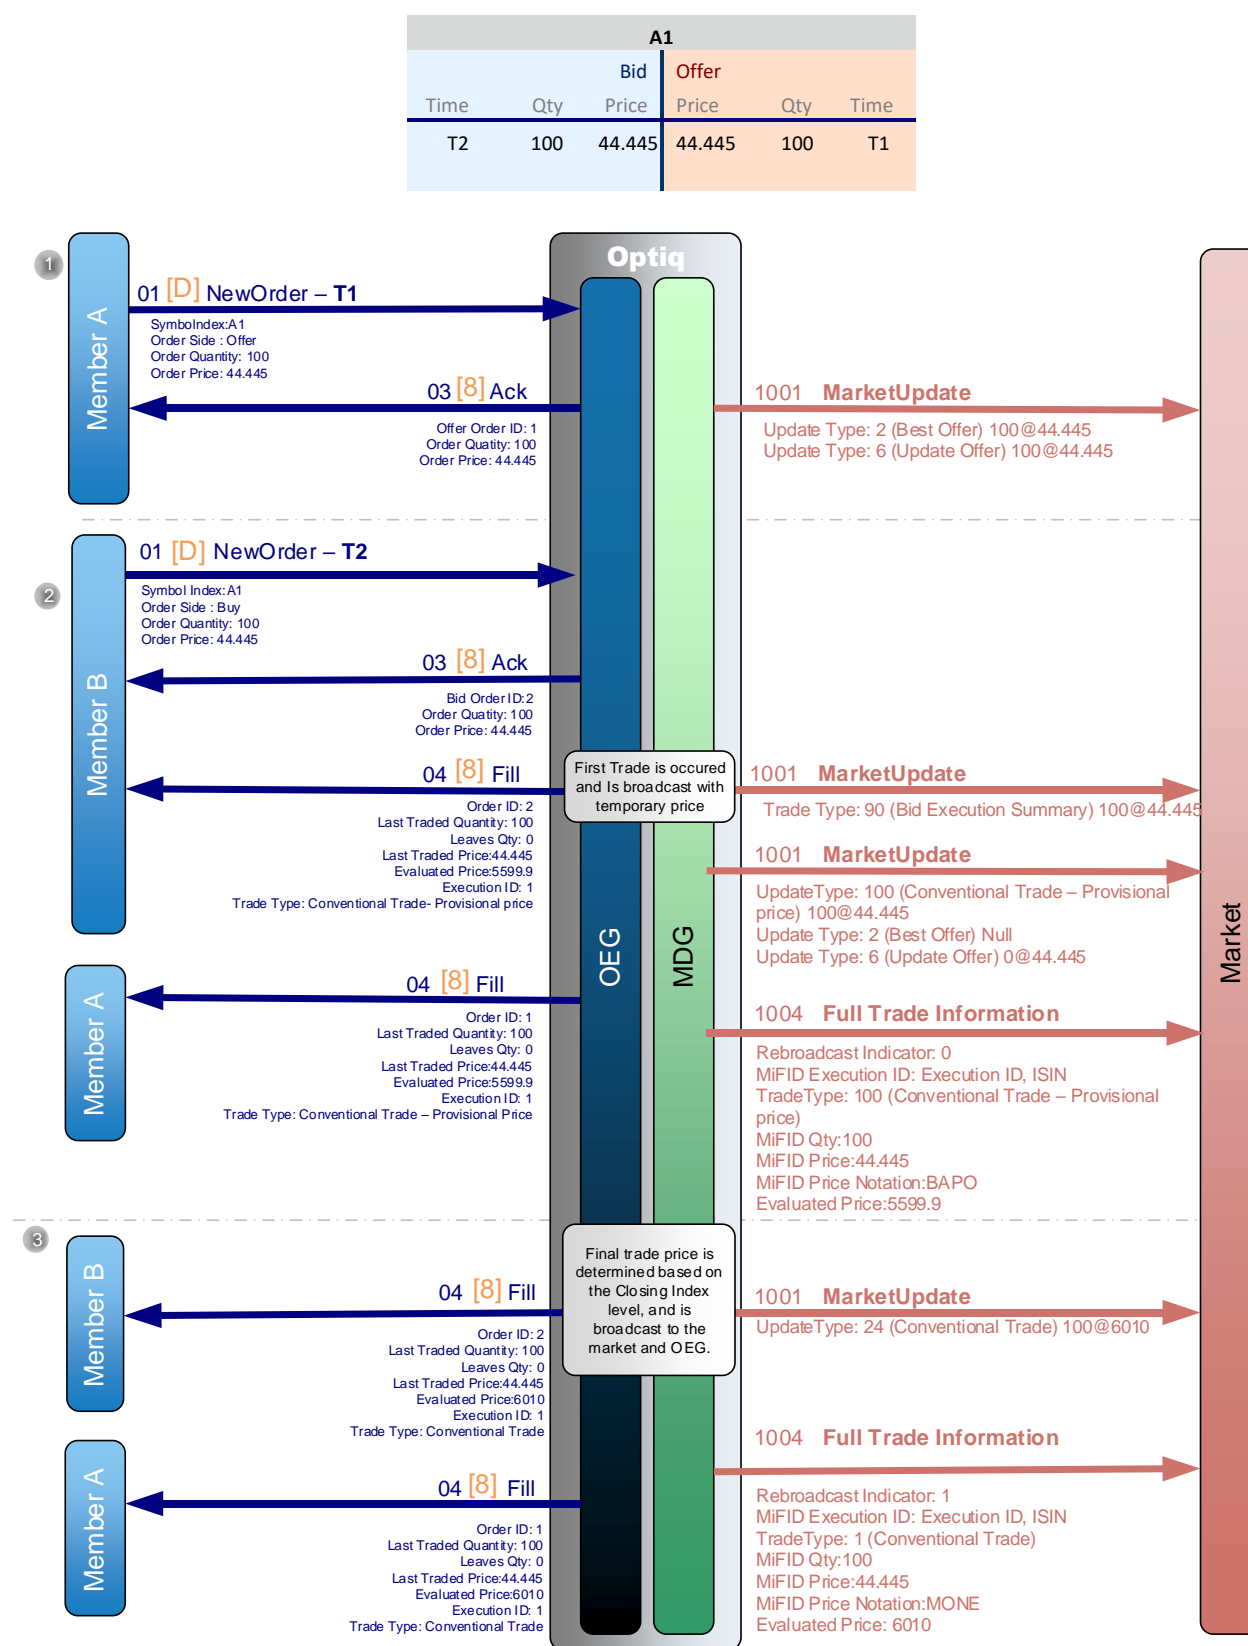 A1
Bid Offer
Time Qty Price Price Qty Time
T2 100 44.445 44.445 100 T1
Optiq
1
Member A
01 [D] NewOrder – T1
SymboIndex:A1
Order Side : Offer
Order Quantity: 100
Order Price: 44.445
03 [8] Ack
Offer Order ID: 1
Order Quatity: 100
Order Price: 44.445
1001 MarketUpdate
Update Type: 2 (Best Offer) 100@44.445
Update Type: 6 (Update Offer) 100@44.445
2
Member B
01 [D] NewOrder – T2
Symbol Index:A1
Order Side : Buy
Order Quantity: 100
Order Price: 44.445
03 [8] Ack
Bid Order ID:2
Order Quatity: 100
Order Price: 44.445
04 [8] Fill
Order ID: 2
Last Traded Quantity: 100
Leaves Qty: 0
Last Traded Price:44.445
Evaluated Price:5599.9
Execution ID: 1
Trade Type: Conventional Trade- Provisional price
First Trade is occured
and Is broadcast with
temporary price
1001 MarketUpdate
Trade Type: 90 (Bid Execution Summary) 100@44.445
1001 MarketUpdate
UpdateType: 100 (Conventional Trade – Provisional
price) 100@44.445
Update Type: 2 (Best Offer) Null
Update Type: 6 (Update Offer) 0@44.445
OEG
MDG
Market
Member A
04 [8] Fill
Order ID: 1
Last Traded Quantity: 100
Leaves Qty: 0
Last Traded Price:44.445
Evaluated Price:5599.9
Execution ID: 1
Trade Type: Conventional Trade – Provisional Price
1004 Full Trade Information
Rebroadcast Indicator: 0
MiFID Execution ID: Execution ID, ISIN
TradeType: 100 (Conventional Trade – Provisional
price)
MiFID Qty:100
MiFID Price:44.445
MiFID Price Notation:BAPO
Evaluated Price:5599.9
3
Member B
04 [8] Fill
Order ID: 2
Last Traded Quantity: 100
Leaves Qty: 0
Last Traded Price:44.445
Evaluated Price:6010
Execution ID: 1
Trade Type: Conventional Trade
Final trade price is
determined based on
the Closing Index
level, and is
broadcast to the
market and OEG.
1001 MarketUpdate
UpdateType: 24 (Conventional Trade) 100@6010
Member A
04 [8] Fill
Order ID: 1
Last Traded Quantity: 100
Leaves Qty: 0
Last Traded Price:44.445
Evaluated Price:6010
Execution ID: 1
Trade Type: Conventional Trade
1004 Full Trade Information
Rebroadcast Indicator: 1
MiFID Execution ID: Execution ID, ISIN
TradeType: 1 (Conventional Trade)
MiFID Qty:100
MiFID Price:44.445
MiFID Price Notation:MONE
Evaluated Price: 6010